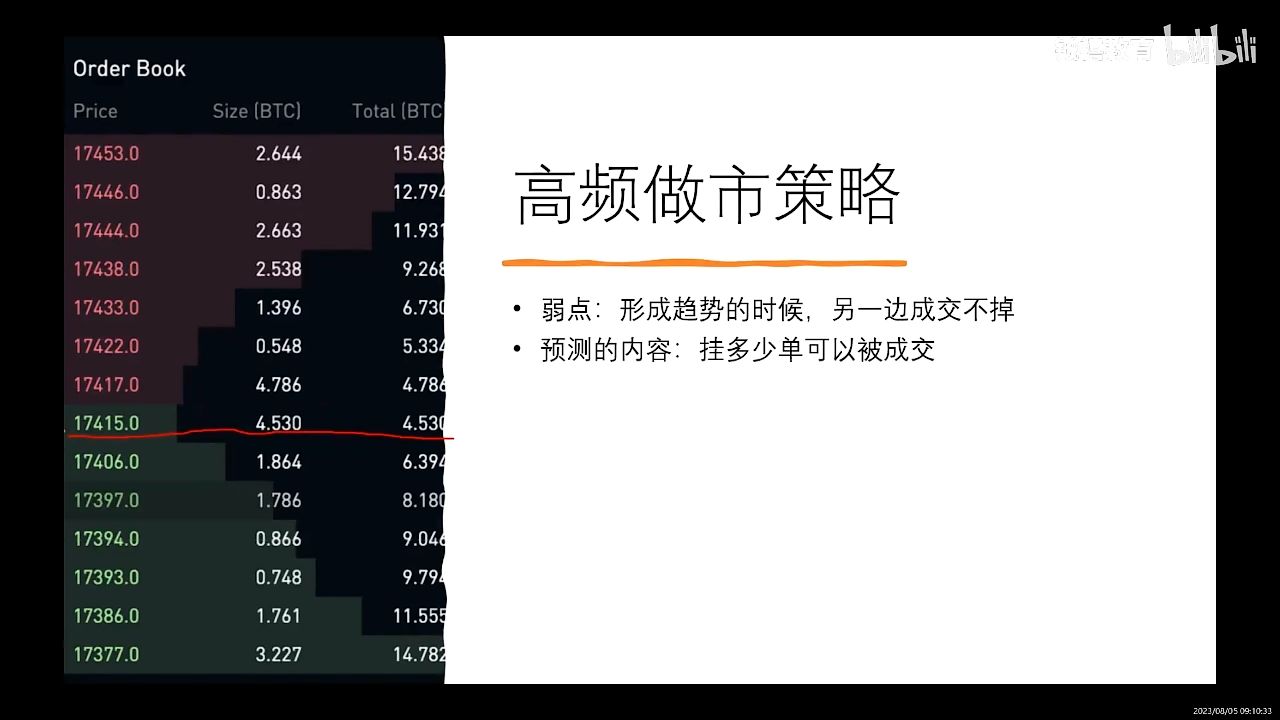 bilibili
Order Book
Price Size (BTC) Total (BTC
17453.0 2.644 15.438
17446.0 0.863 12.794
17444.0 2.663 11.931
17438.0 2.538 9.268
17433.0 1.396 6.730
17422.0 0.548 5.334
17417.0 4.786 4.786
17415.0 4.530 4.530
17406.0 1.864 6.394
17397.0 1.786 8.180
17394.0 0.866 9.046
17393.0 0.748 9.794
17386.0 1.761 11.555
17377.0 3.227 14.782
高频做市策略
• 弱点：形成趋势的时候，另一边成交不掉
• 预测的内容：挂多少单可以被成交
2023/08/05 09:10:33